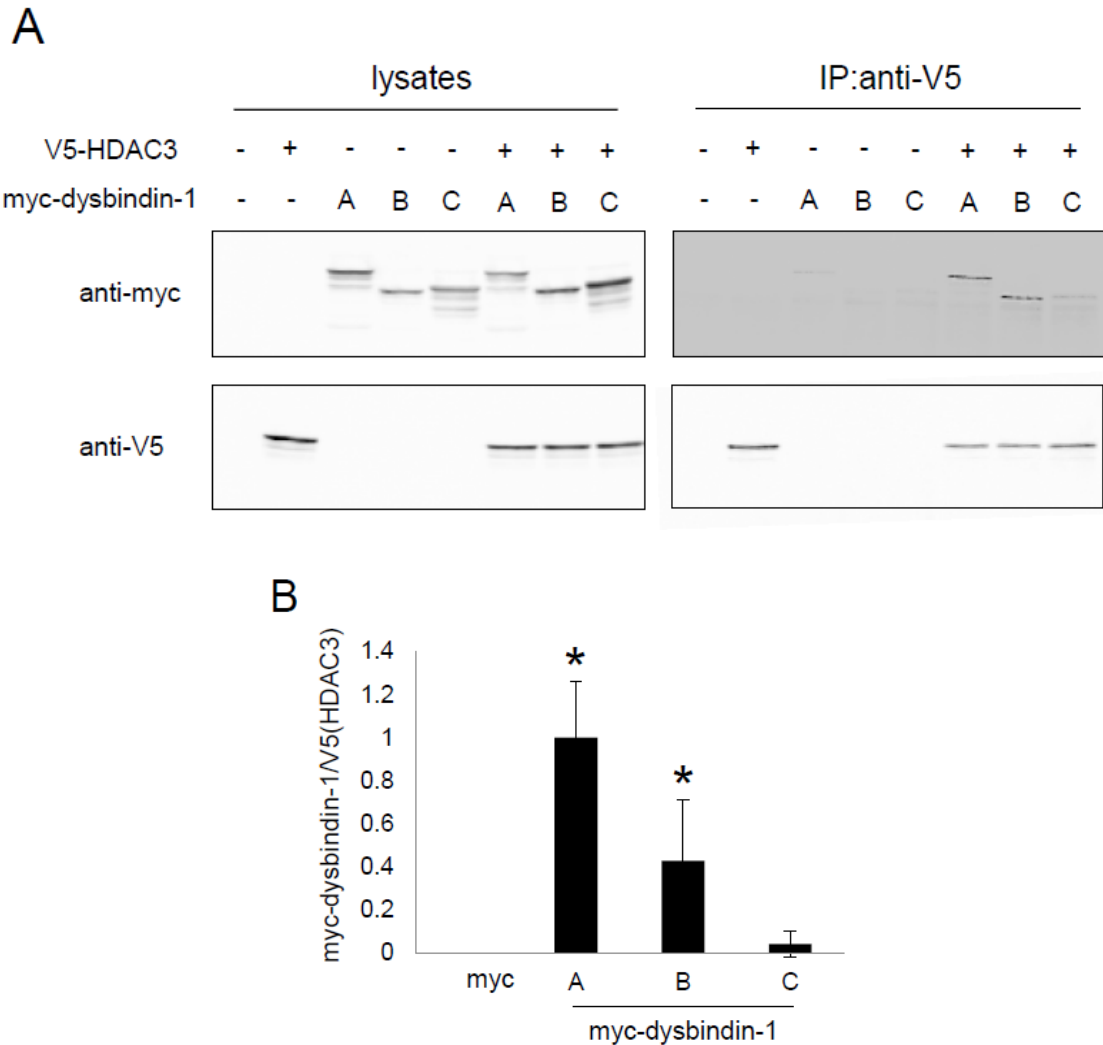 A
lysates IP:anti-V5
V5-HDAC3 - + - - - + + + - + - - - + + +
myc-dysbindin-1 - - A B C A B C - - A B C A B C
anti-myc
anti-V5
B
myc-dysbindin-1/V5(HDAC3)
1.4
1.2
1
0.8
0.6
0.4
0.2
0
* *
myc A B C
myc-dysbindin-1